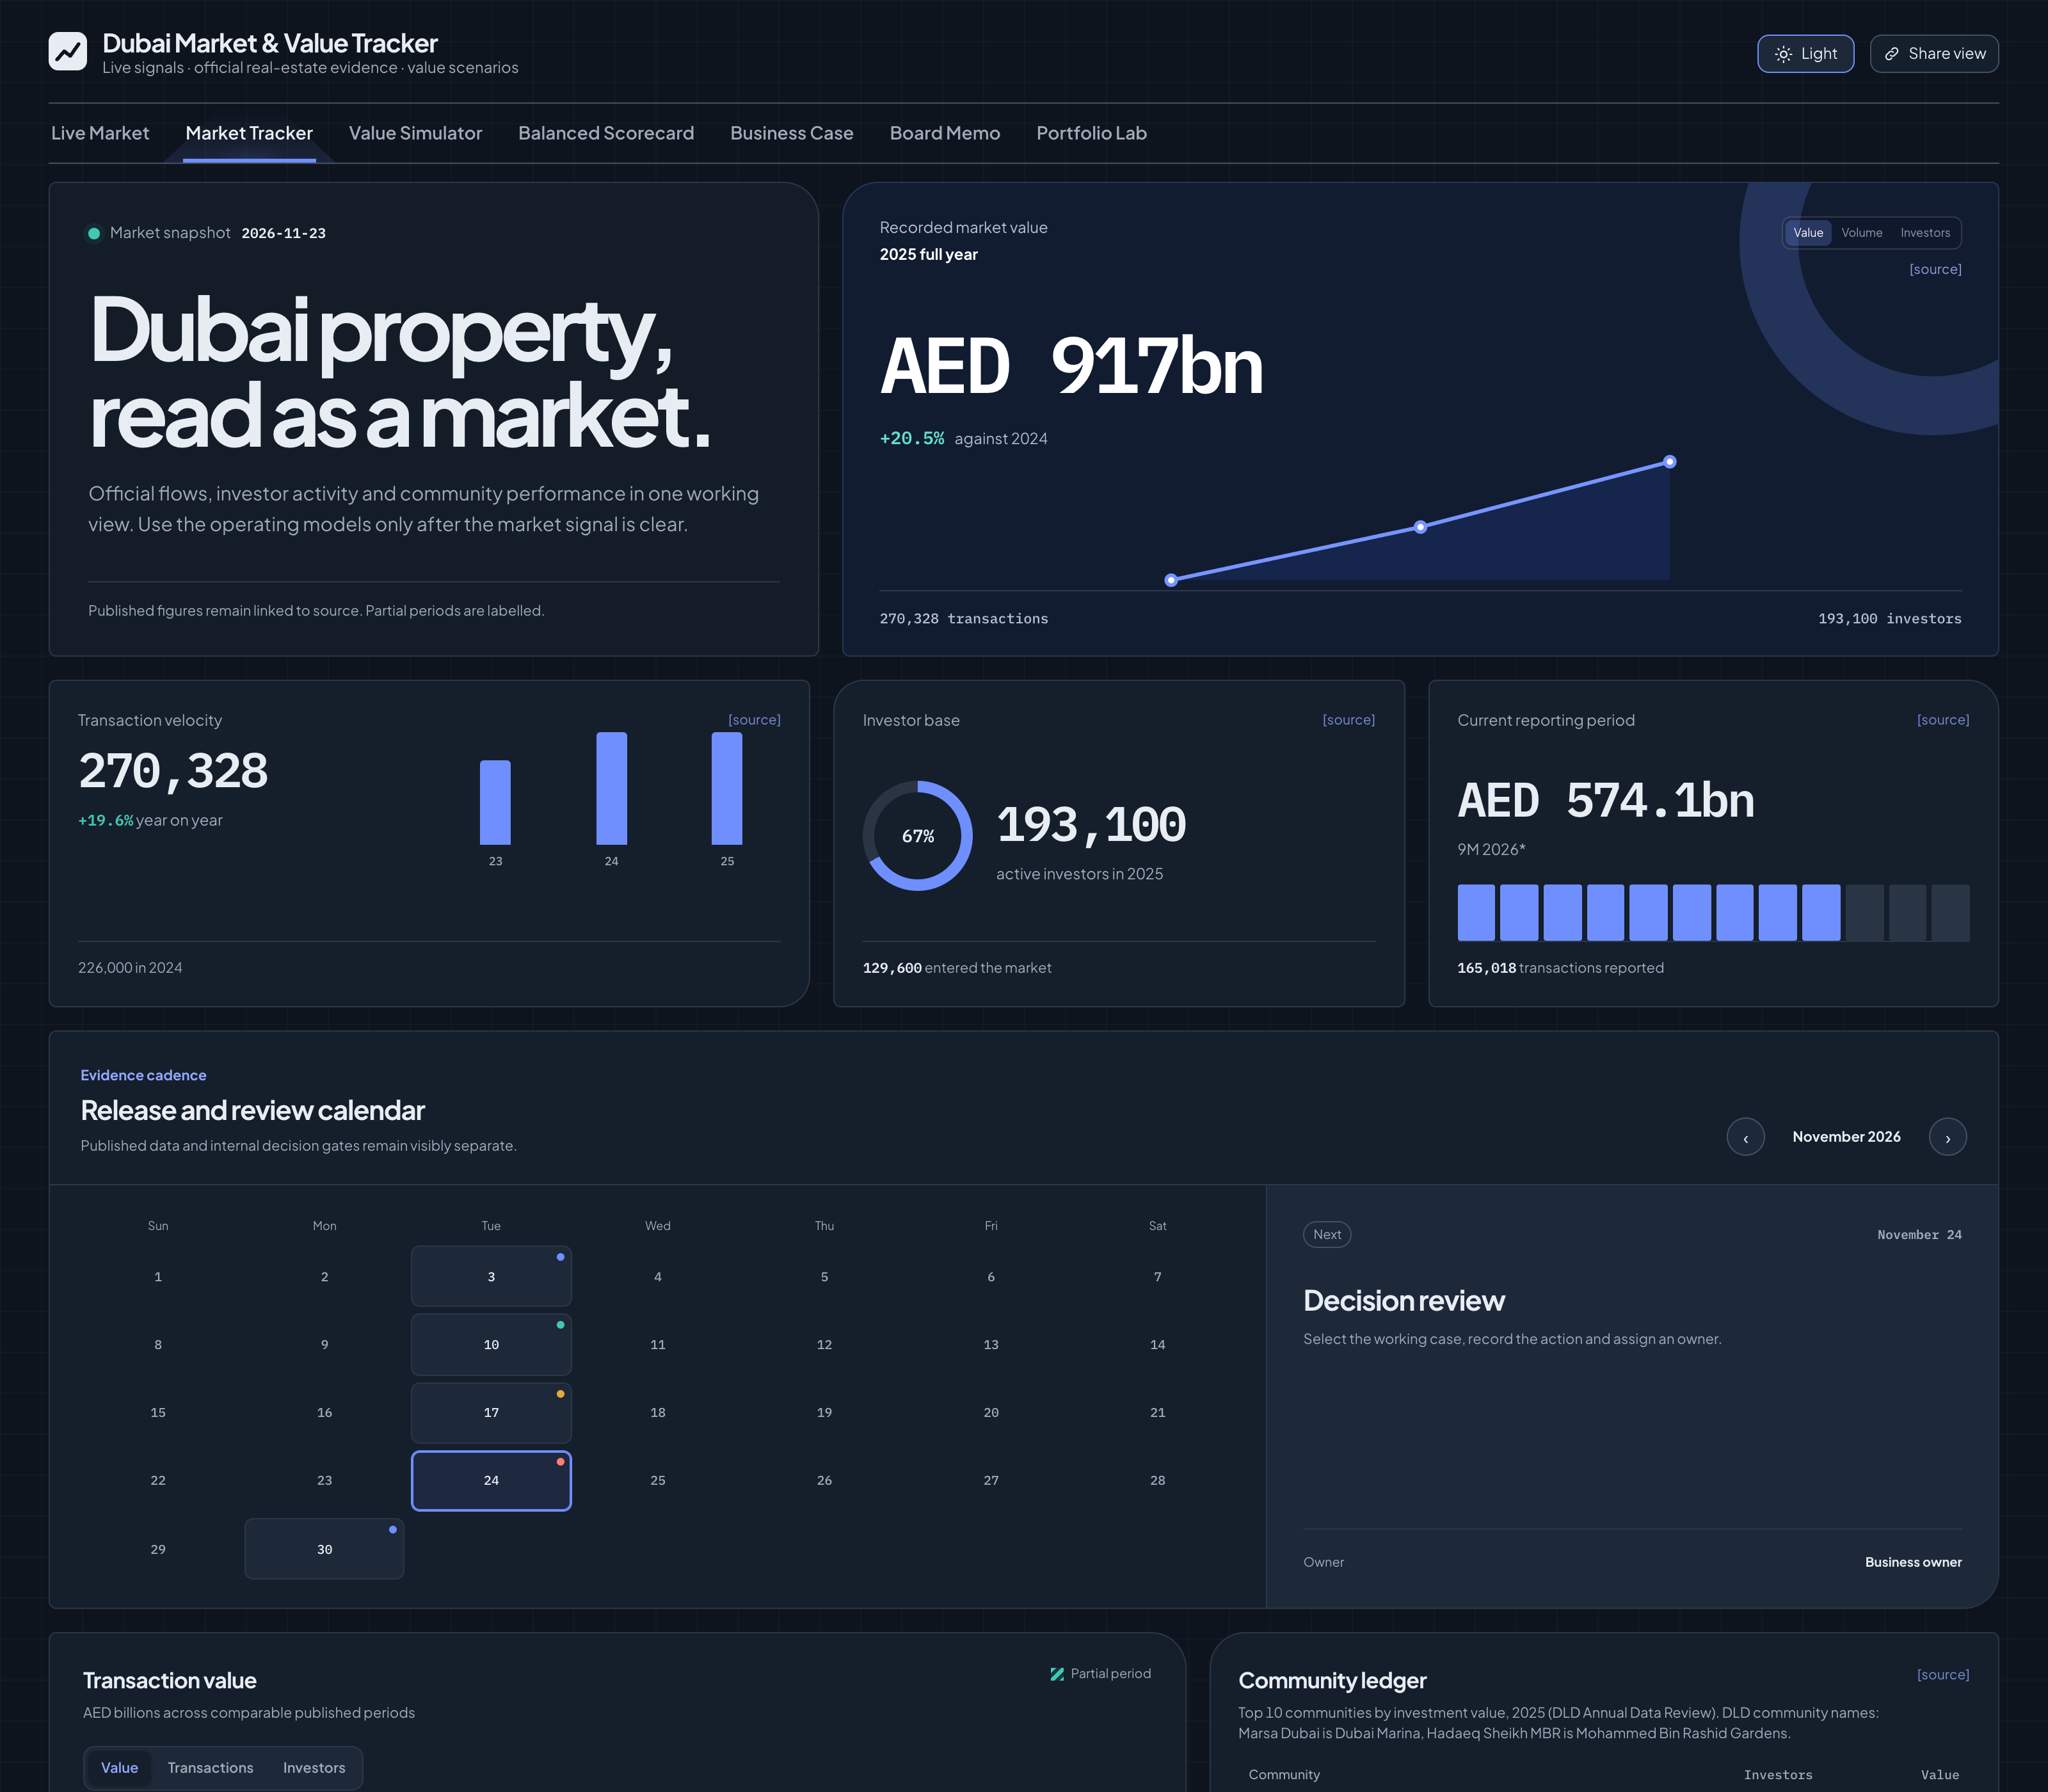 Dubai Market & Value Tracker
Live signals · official real-estate evidence · value scenarios
Light
Share view
Live Market
Market Tracker
Value Simulator
Balanced Scorecard
Business Case
Board Memo
Portfolio Lab
Market snapshot 2026-11-23
Dubai property,
read as a market.
Official flows, investor activity and community performance in one working
view. Use the operating models only after the market signal is clear.
Published figures remain linked to source. Partial periods are labelled.
Recorded market value
2025 full year
Value
Volume
Investors
[source]
AED 917bn
+20.5% against 2024
270,328 transactions
193,100 investors
Transaction velocity
[source]
270,328
+19.6% year on year
23
24
25
226,000 in 2024
Investor base
[source]
67%
193,100
active investors in 2025
129,600 entered the market
Current reporting period
[source]
AED 574.1bn
9M 2026*
165,018 transactions reported
Evidence cadence
Release and review calendar
Published data and internal decision gates remain visibly separate.
‹
November 2026
›
Sun Mon Tue Wed Thu Fri Sat
1 2 3 4 5 6 7
8 9 10 11 12 13 14
15 16 17 18 19 20 21
22 23 24 25 26 27 28
29 30
Next
November 24
Decision review
Select the working case, record the action and assign an owner.
Owner
Business owner
Transaction value
Partial period
AED billions across comparable published periods
Value
Transactions
Investors
Community ledger
[source]
Top 10 communities by investment value, 2025 (DLD Annual Data Review). DLD community names:
Marsa Dubai is Dubai Marina, Hadaeq Sheikh MBR is Mohammed Bin Rashid Gardens.
Community
Investors
Value